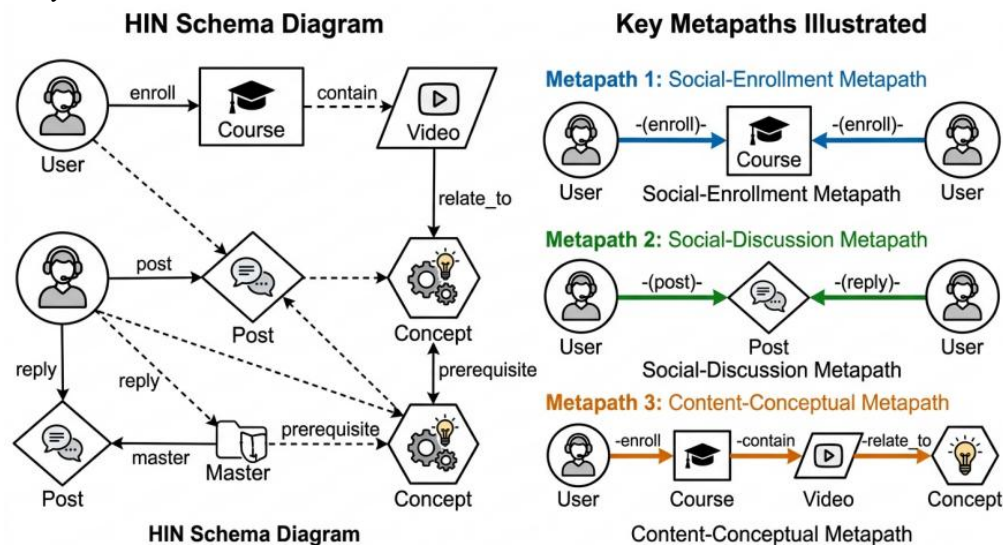 HIN Schema Diagram
enroll
contain
User
Course
Video
relate_to
post
Post
Concept
reply
reply
prerequisite
master
Master
prerequisite
Post
Concept
HIN Schema Diagram
Key Metapaths Illustrated
Metapath 1: Social-Enrollment Metapath
-(enroll)-
-(enroll)-
User
Course
User
Social-Enrollment Metapath
Metapath 2: Social-Discussion Metapath
-(post)-
-(reply)-
User
Post
User
Social-Discussion Metapath
Metapath 3: Content-Conceptual Metapath
-enroll
-contain
-relate_to
User
Course
Video
Concept
Content-Conceptual Metapath